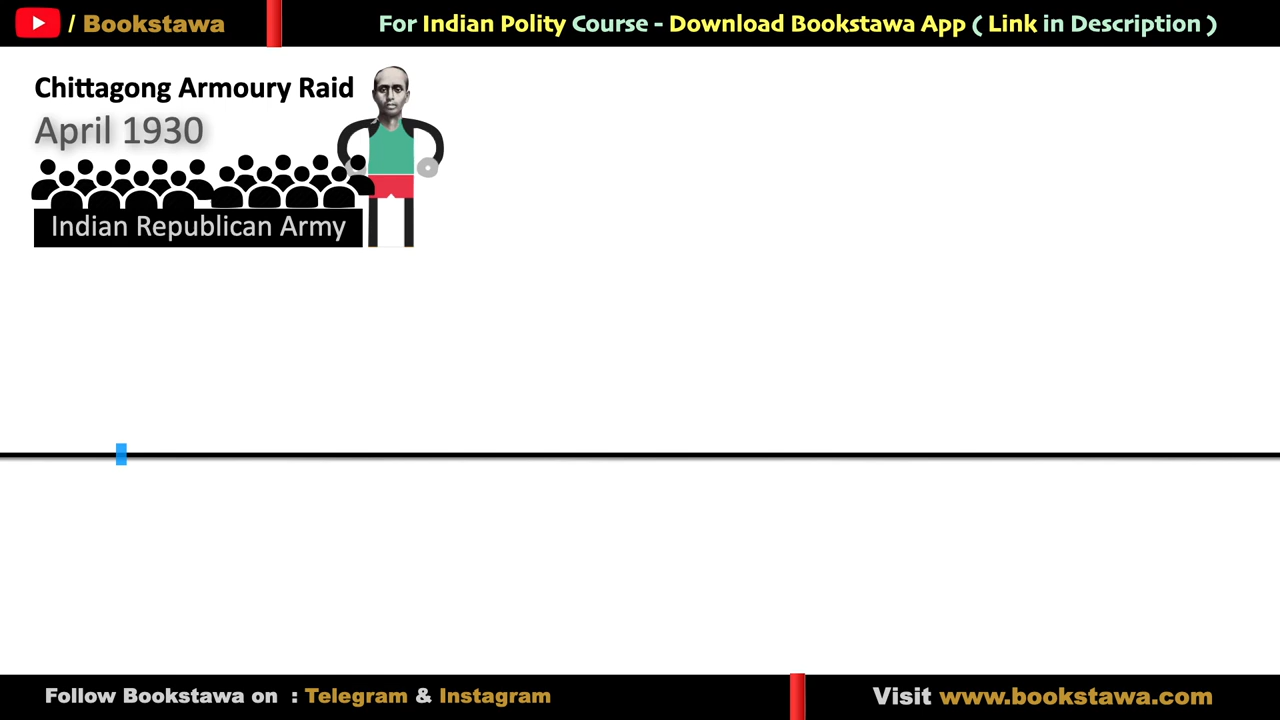 / Bookstawa
For Indian Polity Course - Download Bookstawa App ( Link in Description )
Chittagong Armoury Raid
April 1930
Indian Republican Army
Follow Bookstawa on : Telegram & Instagram
Visit www.bookstawa.com